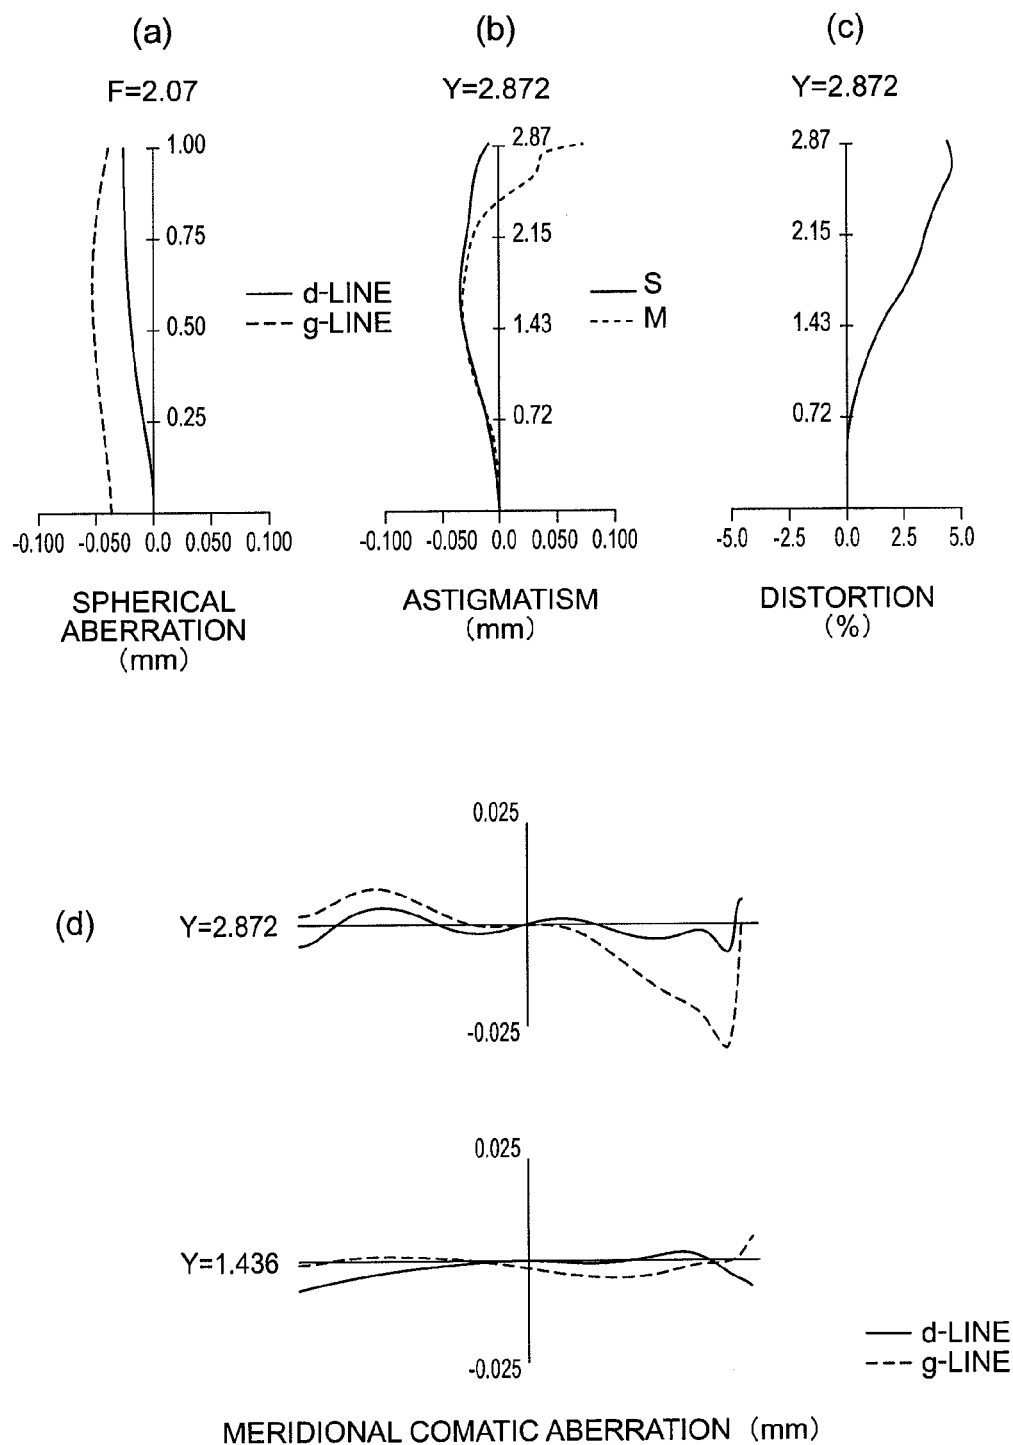 (a)
F=2.07
1.00
0.75
0.50
0.25
-0.100 -0.050 0.0 0.050 0.100
SPHERICAL
ABERRATION
(mm)
d-LINE
g-LINE
(b)
Y=2.872
2.87
2.15
1.43
0.72
-0.100 -0.050 0.0 0.050 0.100
ASTIGMATISM
(mm)
S
M
(c)
Y=2.872
2.87
2.15
1.43
0.72
-5.0 -2.5 0.0 2.5 5.0
DISTORTION
(%)
(d)
0.025
Y=2.872
-0.025
0.025
Y=1.436
-0.025
d-LINE
g-LINE
MERIDIONAL COMATIC ABERRATION (mm)